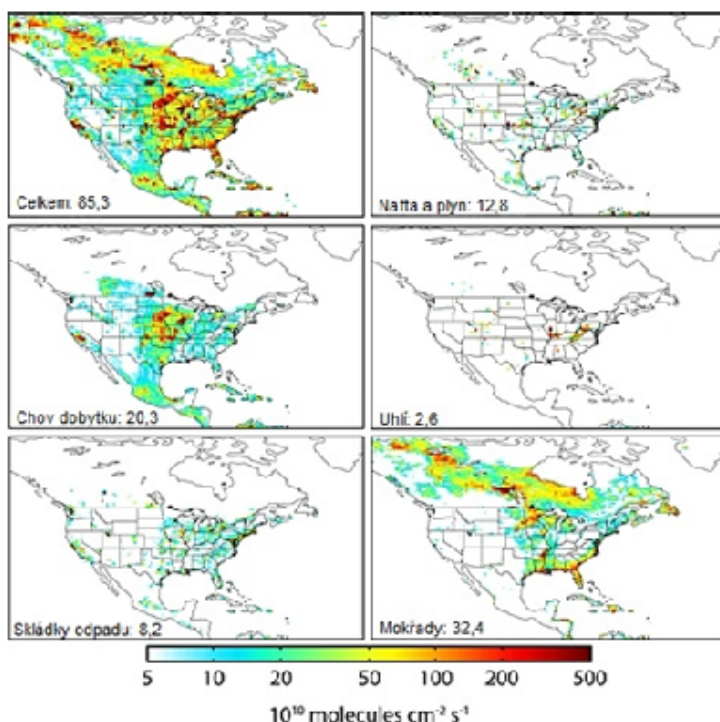 Celkem: 85,3
Nafta a plyn: 12,8
Chov dobytku: 20,3
Uhlí: 2,6
Skládky odpadu: 8,2
Mokřady: 32,4
5 10 20 50 100 200 500
10¹⁰ molecules cm⁻² s⁻¹